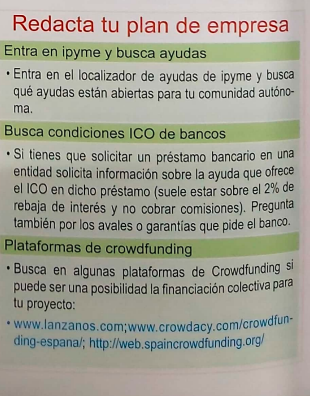 Redacta tu plan de empresa
Entra en ipyme y busca ayudas
• Entra en el localizador de ayudas de ipyme y busca
qué ayudas están abiertas para tu comunidad autóno-
ma.
Busca condiciones ICO de bancos
• Si tienes que solicitar un préstamo bancario en una
entidad solicita información sobre la ayuda que ofrece
el ICO en dicho préstamo (suele estar sobre el 2% de
rebaja de interés y no cobrar comisiones). Pregunta
también por los avales o garantías que pide el banco.
Plataformas de crowdfunding
• Busca en algunas plataformas de Crowdfunding si
puede ser una posibilidad la financiación colectiva para
tu proyecto:
• www.lanzanos.com;www.crowdacy.com/crowdfun-
ding-espana/; http://web.spaincrowdfunding.org/